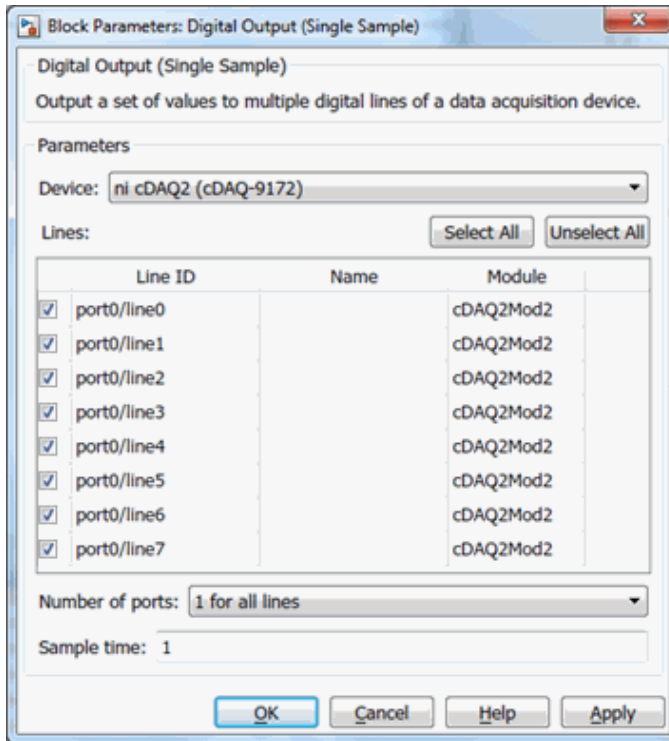 Block Parameters: Digital Output (Single Sample)
Digital Output (Single Sample)
Output a set of values to multiple digital lines of a data acquisition device.
Parameters
Device: ni cDAQ2 (cDAQ-9172)
Lines: Select All Unselect All
Line ID Name Module
port0/line0 cDAQ2Mod2
port0/line1 cDAQ2Mod2
port0/line2 cDAQ2Mod2
port0/line3 cDAQ2Mod2
port0/line4 cDAQ2Mod2
port0/line5 cDAQ2Mod2
port0/line6 cDAQ2Mod2
port0/line7 cDAQ2Mod2
Number of ports: 1 for all lines
Sample time: 1
OK Cancel Help Apply